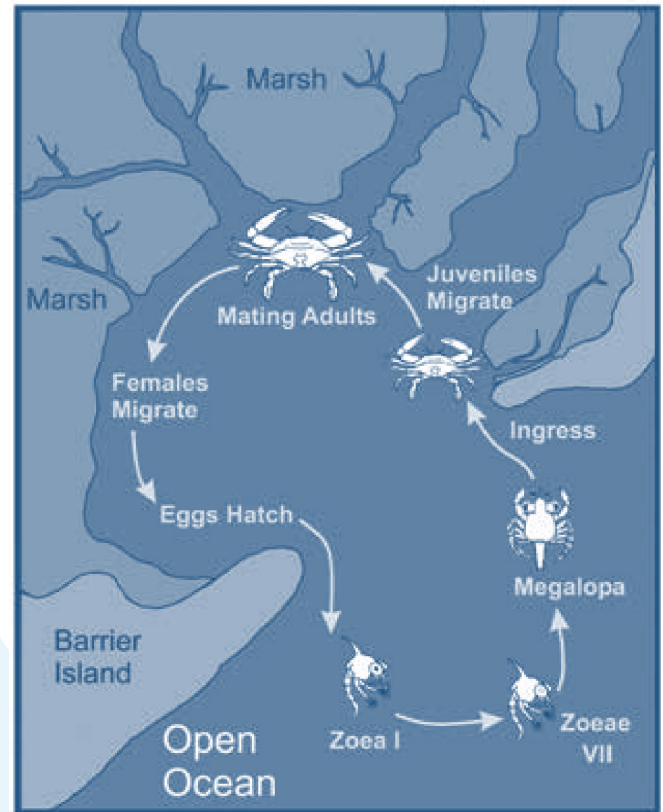 Marsh
Marsh
Mating Adults
Juveniles
Migrate
Females
Migrate
Ingress
Eggs Hatch
Megalopa
Barrier
Island
Zoea I
Zoeae
VII
Open
Ocean